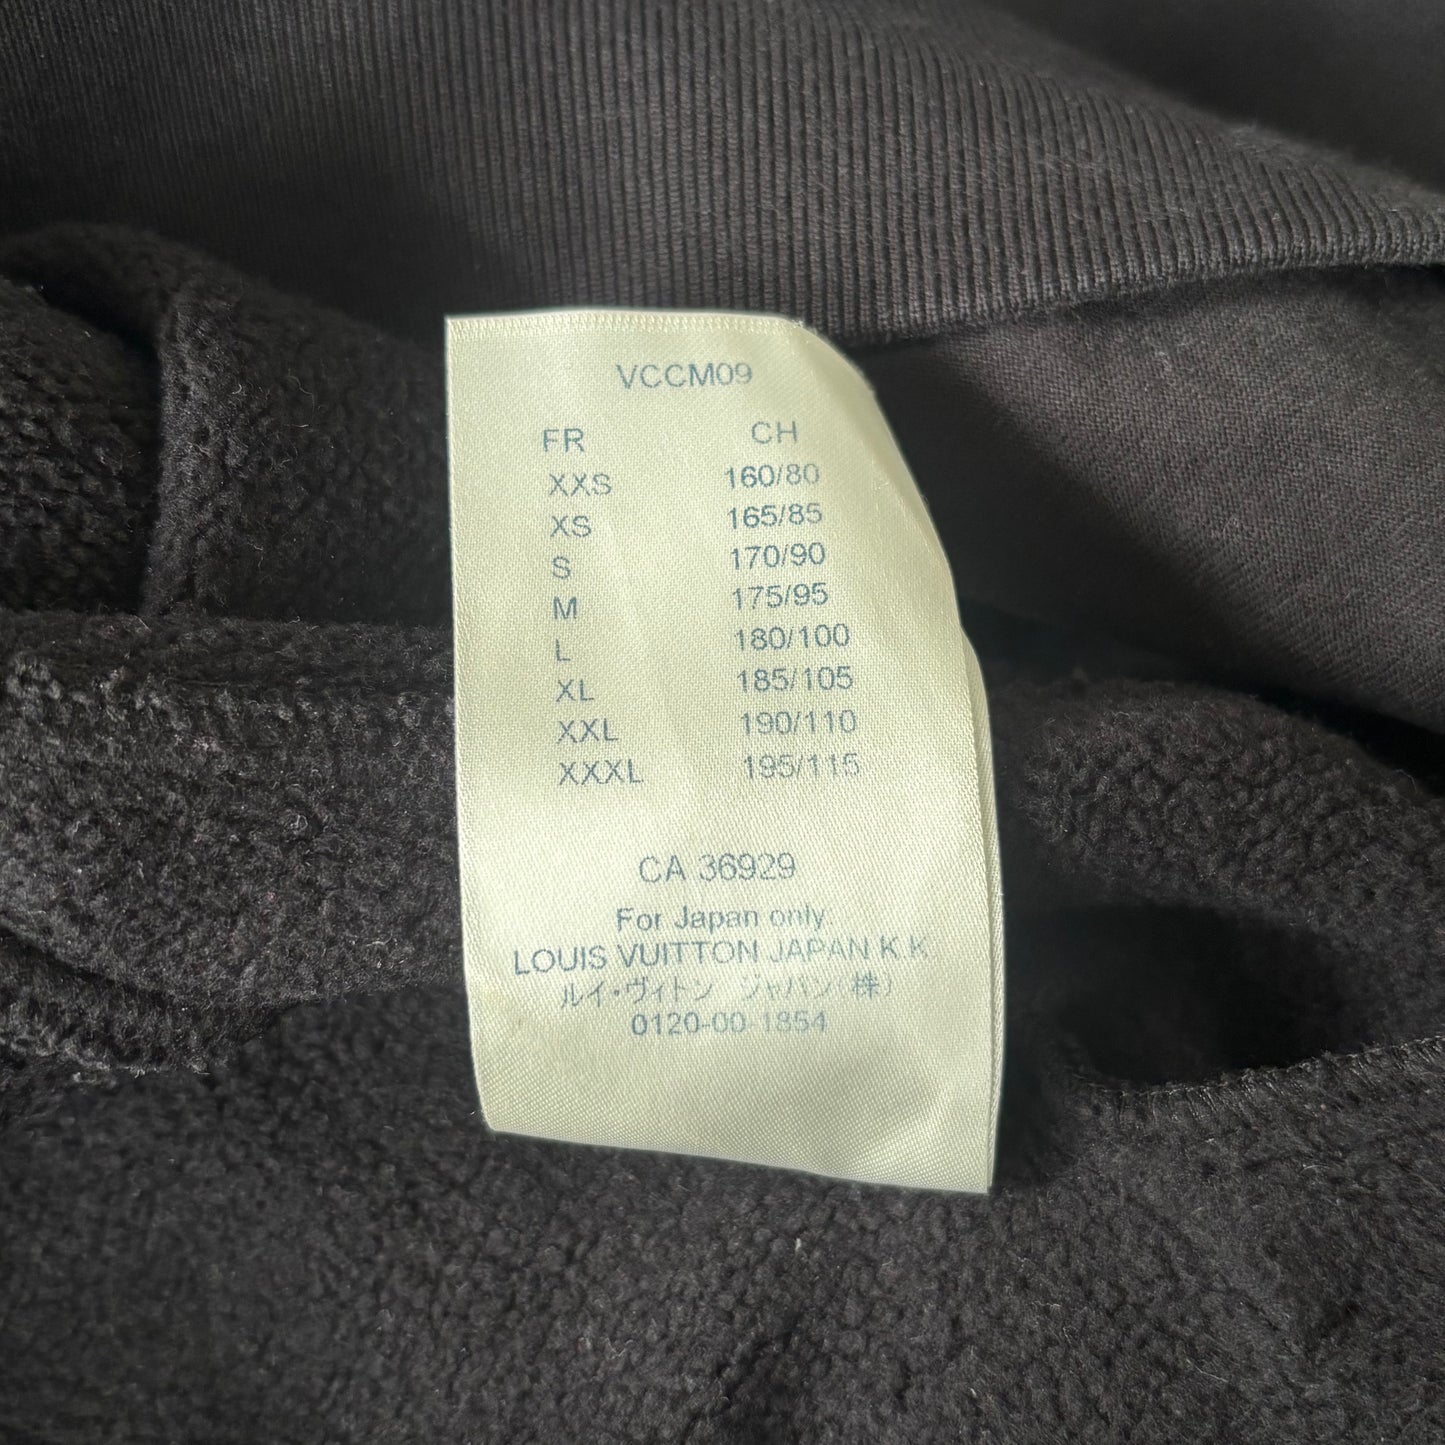 VCCM09
FR CH
XXS 160/80
XS 165/85
S 170/90
M 175/95
L 180/100
XL 185/105
XXL 190/110
XXXL 195/115
CA 36929
For Japan only:
LOUIS VUITTON JAPAN K.K
ルイ・ヴィトン ジャパン(株)
0120-00-1854